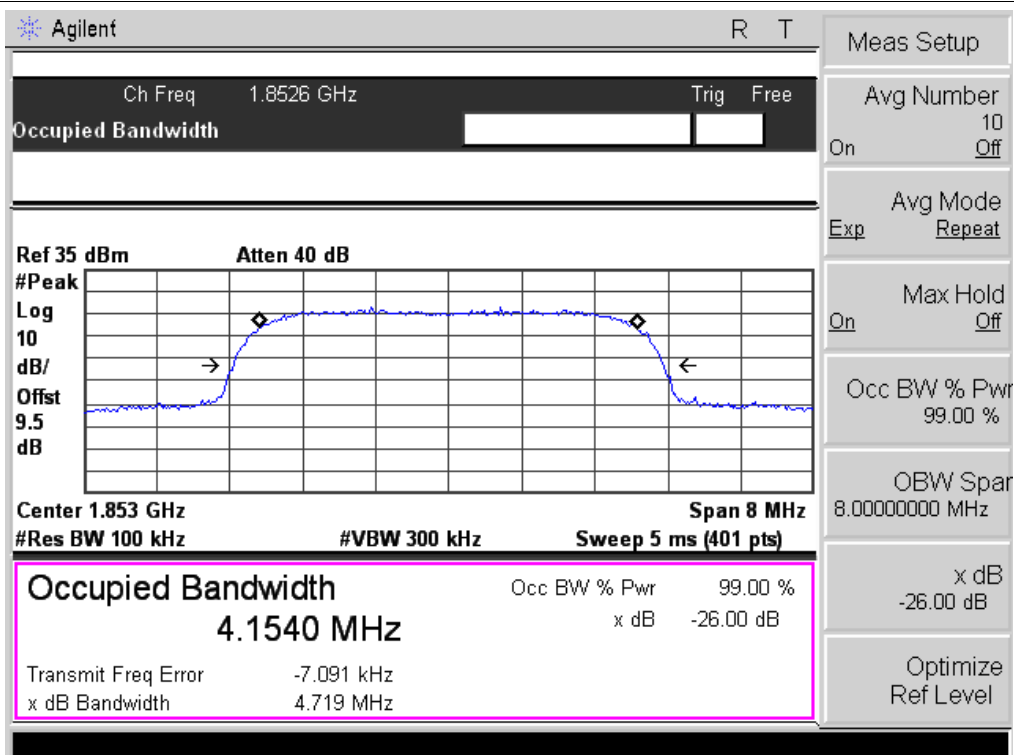 Agilent R T
Ch Freq 1.8526 GHz Trig Free
Occupied Bandwidth
Ref 35 dBm Atten 40 dB
#Peak
Log
10
dB/
Offst
9.5
dB
Center 1.853 GHz Span 8 MHz
#Res BW 100 kHz #VBW 300 kHz Sweep 5 ms (401 pts)
Occupied Bandwidth Occ BW % Pwr 99.00 %
4.1540 MHz x dB -26.00 dB
Transmit Freq Error -7.091 kHz
x dB Bandwidth 4.719 MHz
Meas Setup
Avg Number
10
On Off
Avg Mode
Exp Repeat
Max Hold
On Off
Occ BW % Pwr
99.00 %
OBW Span
8.00000000 MHz
x dB
-26.00 dB
Optimize
Ref Level